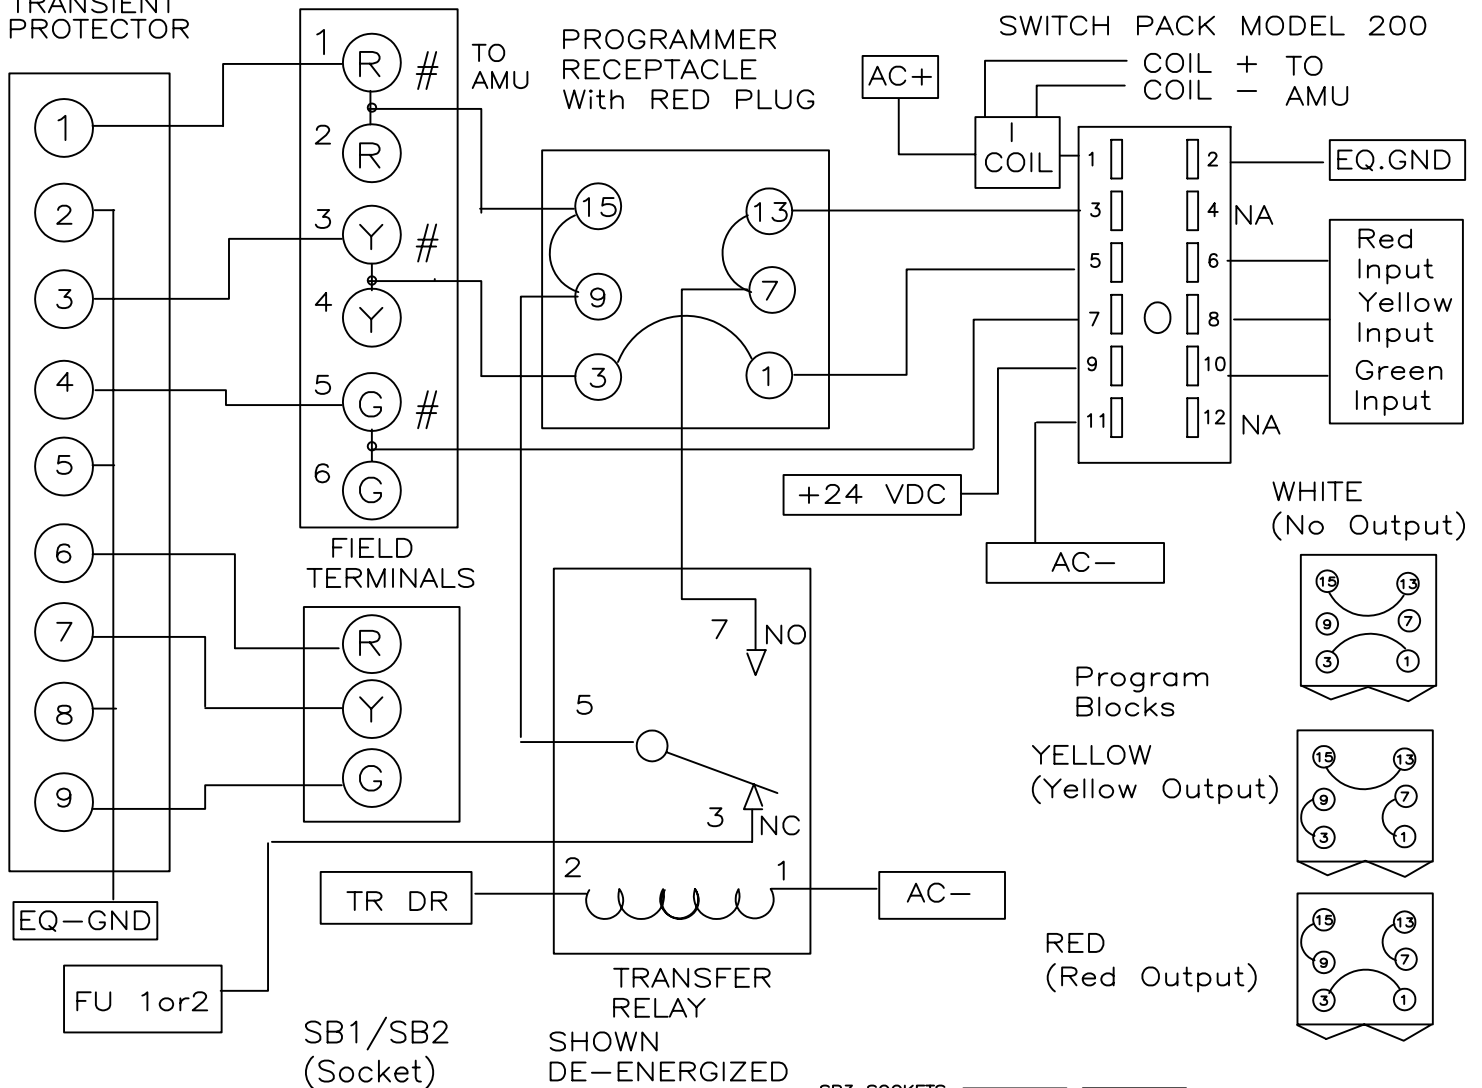 TRANSIENT
PROTECTOR
1
2
3
4
5
6
7
8
9
EQ-GND
FU 1or2
1
R
#
2
R
3
Y
#
4
Y
5
G
#
6
G
TO
AMU
FIELD
TERMINALS
R
Y
G
PROGRAMMER
RECEPTACLE
With RED PLUG
15
13
9
7
3
1
SWITCH PACK MODEL 200
COIL + TO
COIL - AMU
AC+
I
COIL
1
2
EQ.GND
3
4
NA
5
6
7
8
9
10
11
12
NA
Red
Input
Yellow
Input
Green
Input
+24 VDC
AC-
7
NO
5
3
NC
2
1
TR DR
AC-
TRANSFER
RELAY
SHOWN
DE-ENERGIZED
SB1/SB2
(Socket)
WHITE
(No Output)
15
13
9
7
3
1
Program
Blocks
YELLOW
(Yellow Output)
15
13
9
7
3
1
RED
(Red Output)
15
13
9
7
3
1
SB3 SOCKETS